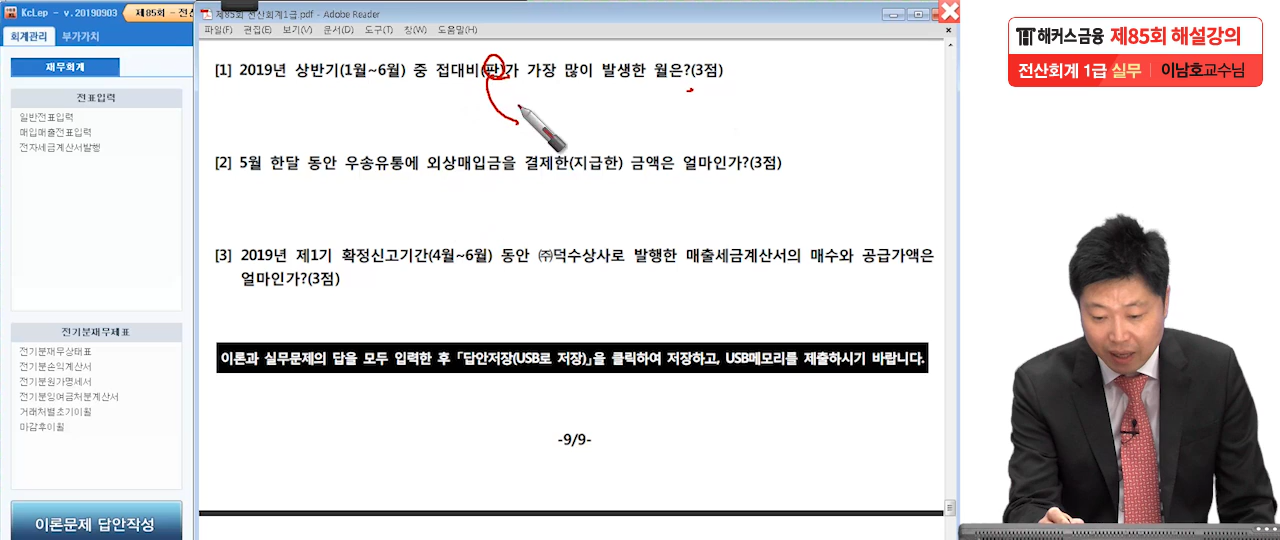 KcLep - v.20190903
제85회 - 전산
회계관리
부가가치
재무회계
전표입력
일반전표입력
매입매출전표입력
전자세금계산서발행
전기분재무제표
전기분재무상태표
전기분손익계산서
전기분원가명세서
전기분잉여금처분계산서
거래처별초기이월
마감후이월
이론문제 답안작성
제85회 전산회계1급.pdf - Adobe Reader
파일(F) 편집(E) 보기(V) 문서(D) 도구(T) 창(W) 도움말(H)
[1] 2019년 상반기(1월~6월) 중 접대비(판)가 가장 많이 발생한 월은?(3점)
[2] 5월 한달 동안 우송유통에 외상매입금을 결제한(지급한) 금액은 얼마인가?(3점)
[3] 2019년 제1기 확정신고기간(4월~6월) 동안 ㈜덕수상사로 발행한 매출세금계산서의 매수와 공급가액은
얼마인가?(3점)
이론과 실무문제의 답을 모두 입력한 후 「답안저장(USB로 저장)」을 클릭하여 저장하고, USB메모리를 제출하시기 바랍니다.
-9/9-
해커스금융 제85회 해설강의
전산회계 1급 실무 | 이남호교수님